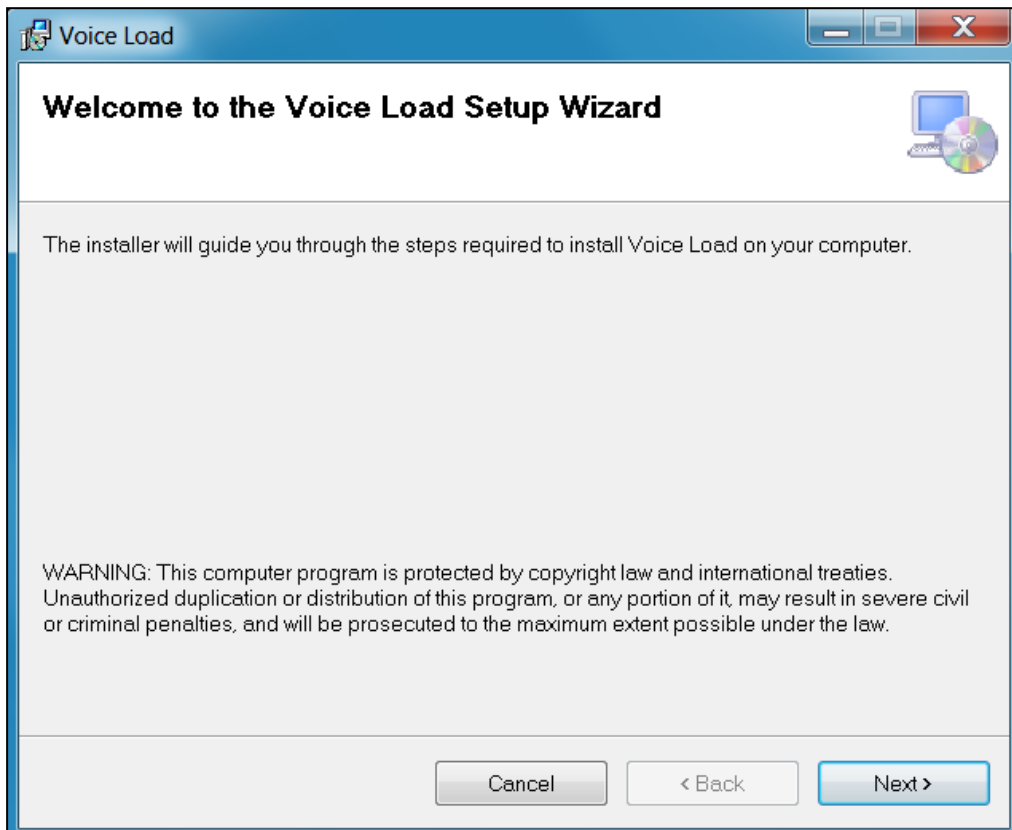 Voice Load
Welcome to the Voice Load Setup Wizard
The installer will guide you through the steps required to install Voice Load on your computer.
WARNING: This computer program is protected by copyright law and international treaties.
Unauthorized duplication or distribution of this program, or any portion of it, may result in severe civil
or criminal penalties, and will be prosecuted to the maximum extent possible under the law.
Cancel < Back Next >